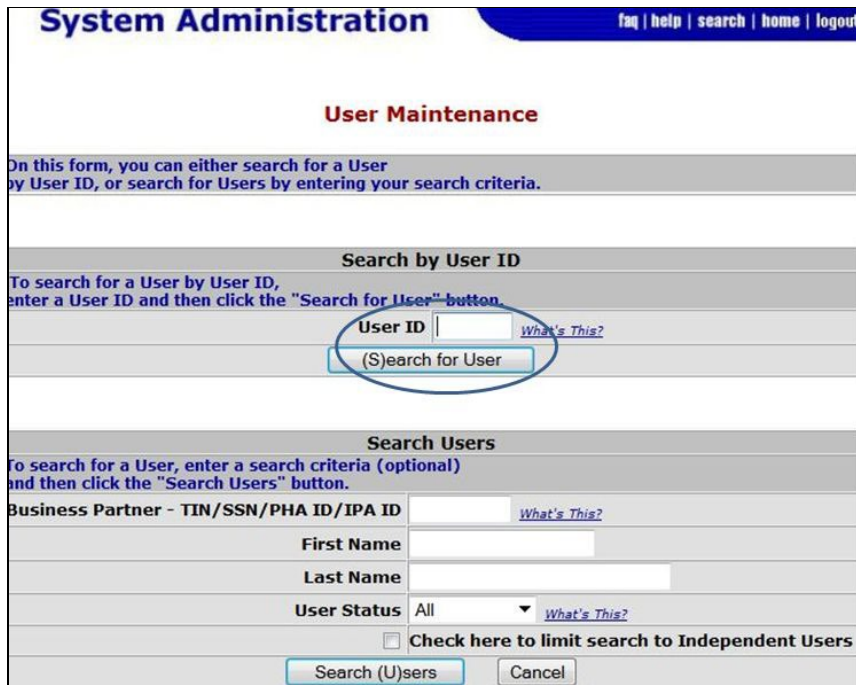 System Administration
faq | help | search | home | logout
User Maintenance
On this form, you can either search for a User
by User ID, or search for Users by entering your search criteria.
Search by User ID
To search for a User by User ID,
enter a User ID and then click the "Search for User" button.
User ID What's This?
(S)earch for User
Search Users
To search for a User, enter a search criteria (optional)
and then click the "Search Users" button.
Business Partner - TIN/SSN/PHA ID/IPA ID What's This?
First Name
Last Name
User Status All What's This?
Check here to limit search to Independent Users
Search (U)sers Cancel